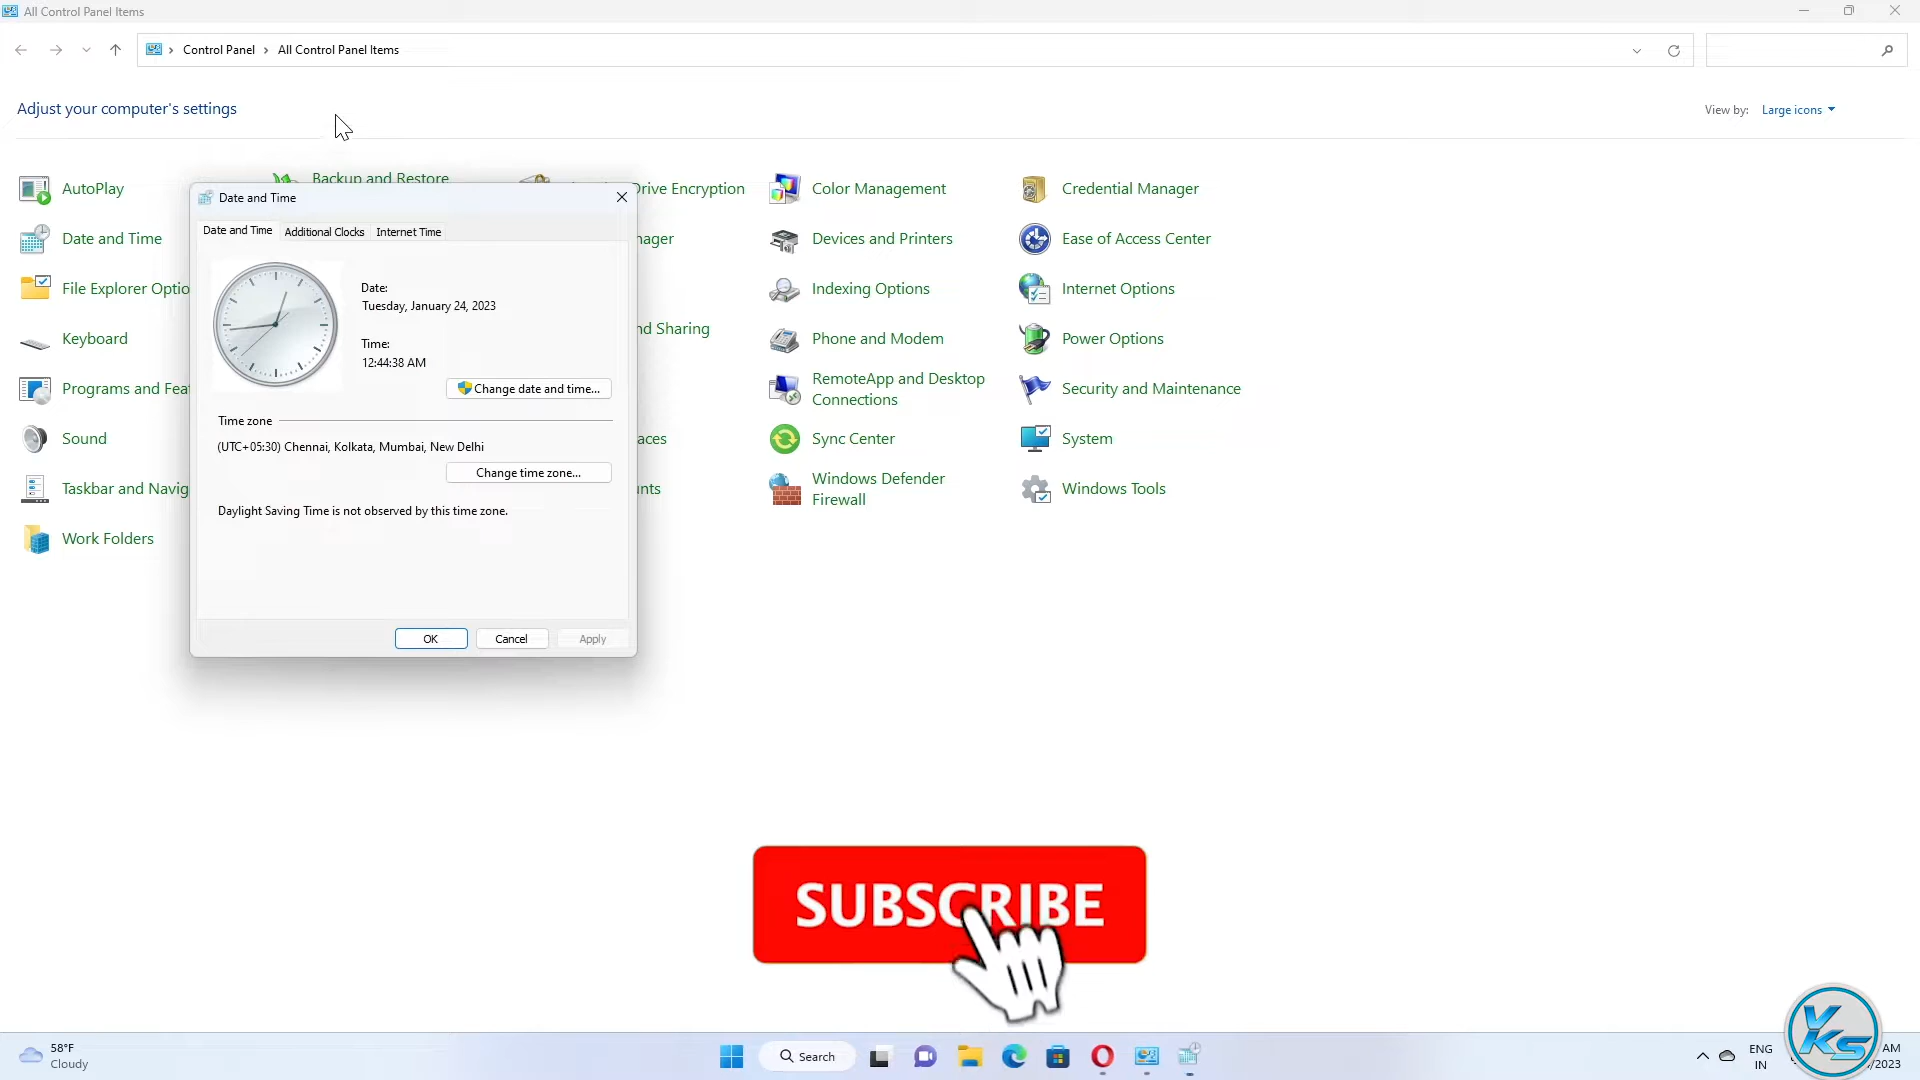 All Control Panel Items
Control Panel > All Control Panel Items
Adjust your computer's settings
View by: Large icons
AutoPlay
Backup and Restore
Drive Encryption
Color Management
Credential Manager
Date and Time
Devices and Printers
Ease of Access Center
File Explorer Optio
Indexing Options
Internet Options
Keyboard
nd Sharing
Phone and Modem
Power Options
Programs and Feat
RemoteApp and Desktop
Connections
Security and Maintenance
Sound
aces
Sync Center
System
Taskbar and Navig
unts
Windows Defender
Firewall
Windows Tools
Work Folders
Date and Time
Date and Time Additional Clocks Internet Time
Date:
Tuesday, January 24, 2023
Time:
12:44:38 AM
Change date and time...
Time zone
(UTC+05:30) Chennai, Kolkata, Mumbai, New Delhi
Change time zone...
Daylight Saving Time is not observed by this time zone.
OK Cancel Apply
SUBSCRIBE
58°F
Cloudy
Search
ENG
IN
AM
/2023
YKS